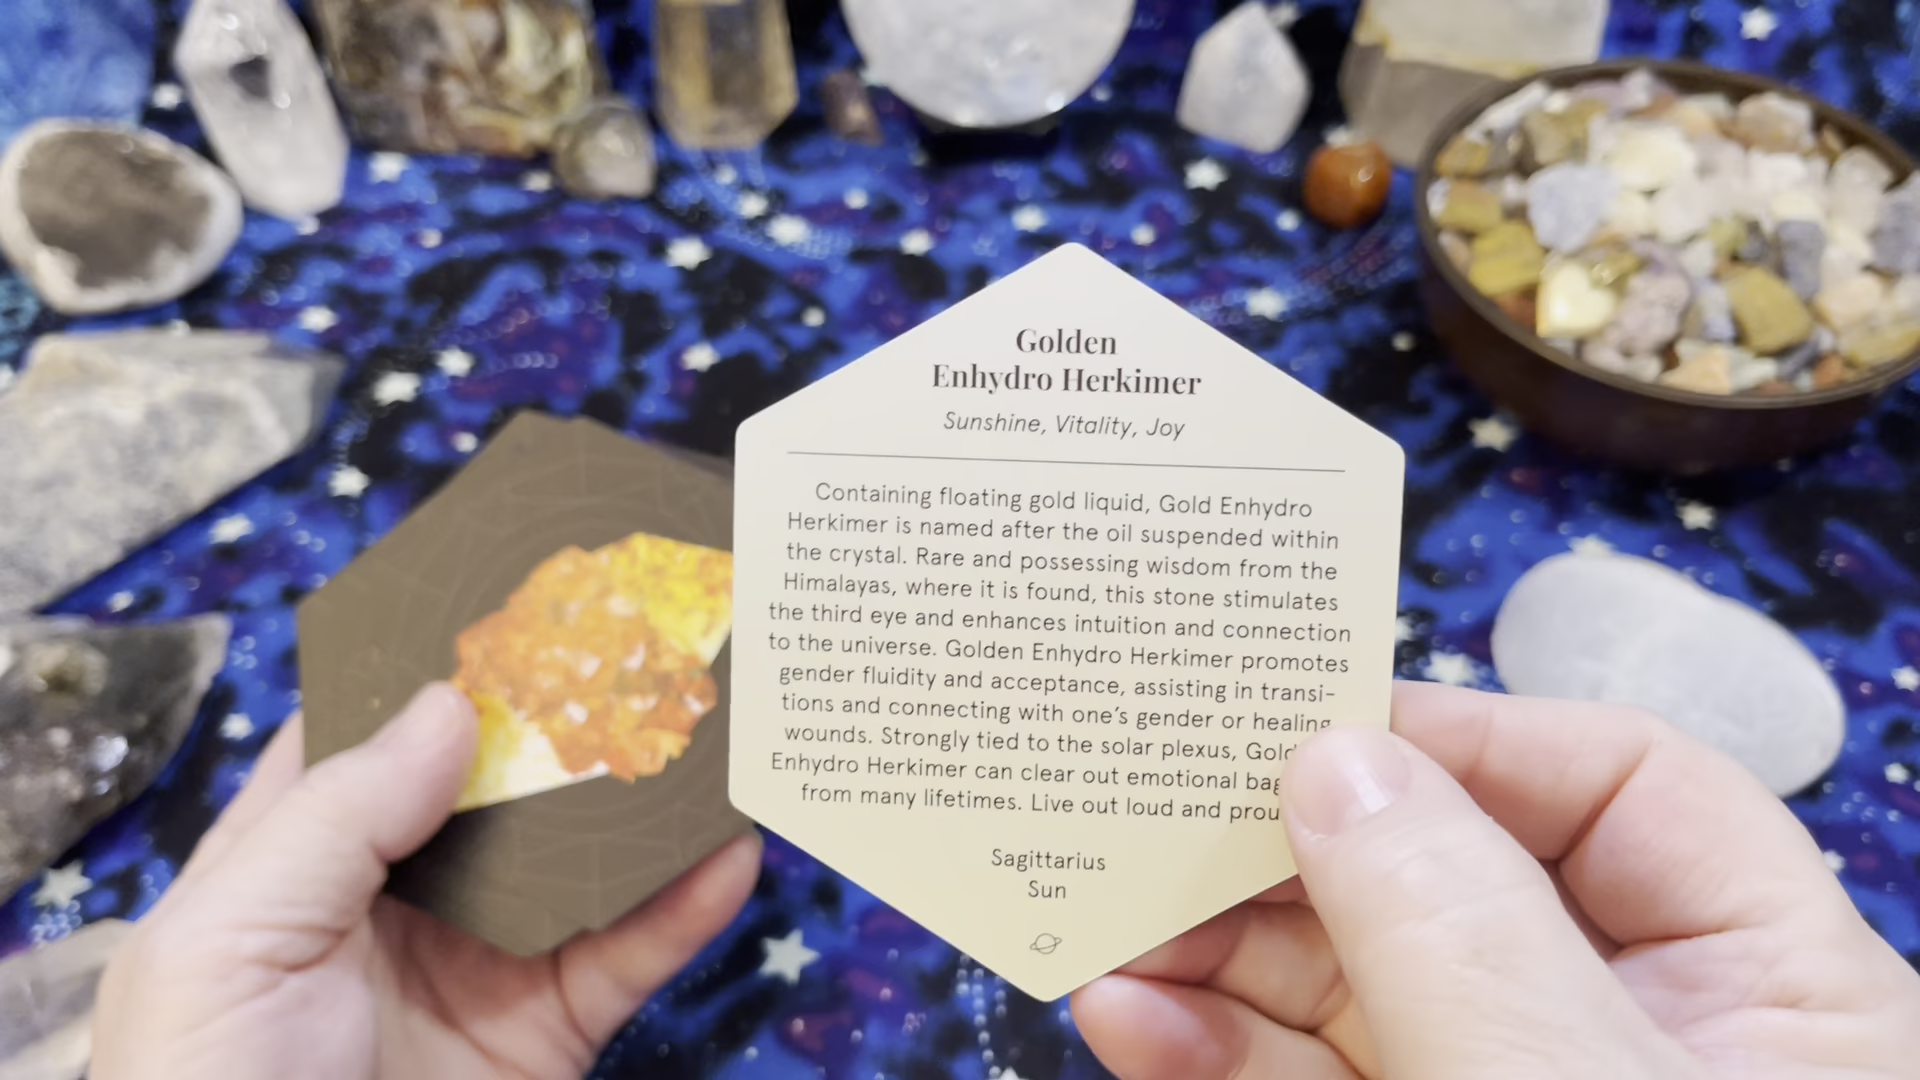 Golden
Enhydro Herkimer
Sunshine, Vitality, Joy
Containing floating gold liquid, Gold Enhydro
Herkimer is named after the oil suspended within
the crystal. Rare and possessing wisdom from the
Himalayas, where it is found, this stone stimulates
the third eye and enhances intuition and connection
to the universe. Golden Enhydro Herkimer promotes
gender fluidity and acceptance, assisting in transi-
tions and connecting with one's gender or healing
wounds. Strongly tied to the solar plexus,
Enhydro Herkimer can clear out emotional
from many lifetimes. Live out loud and
Sagittarius
Sun